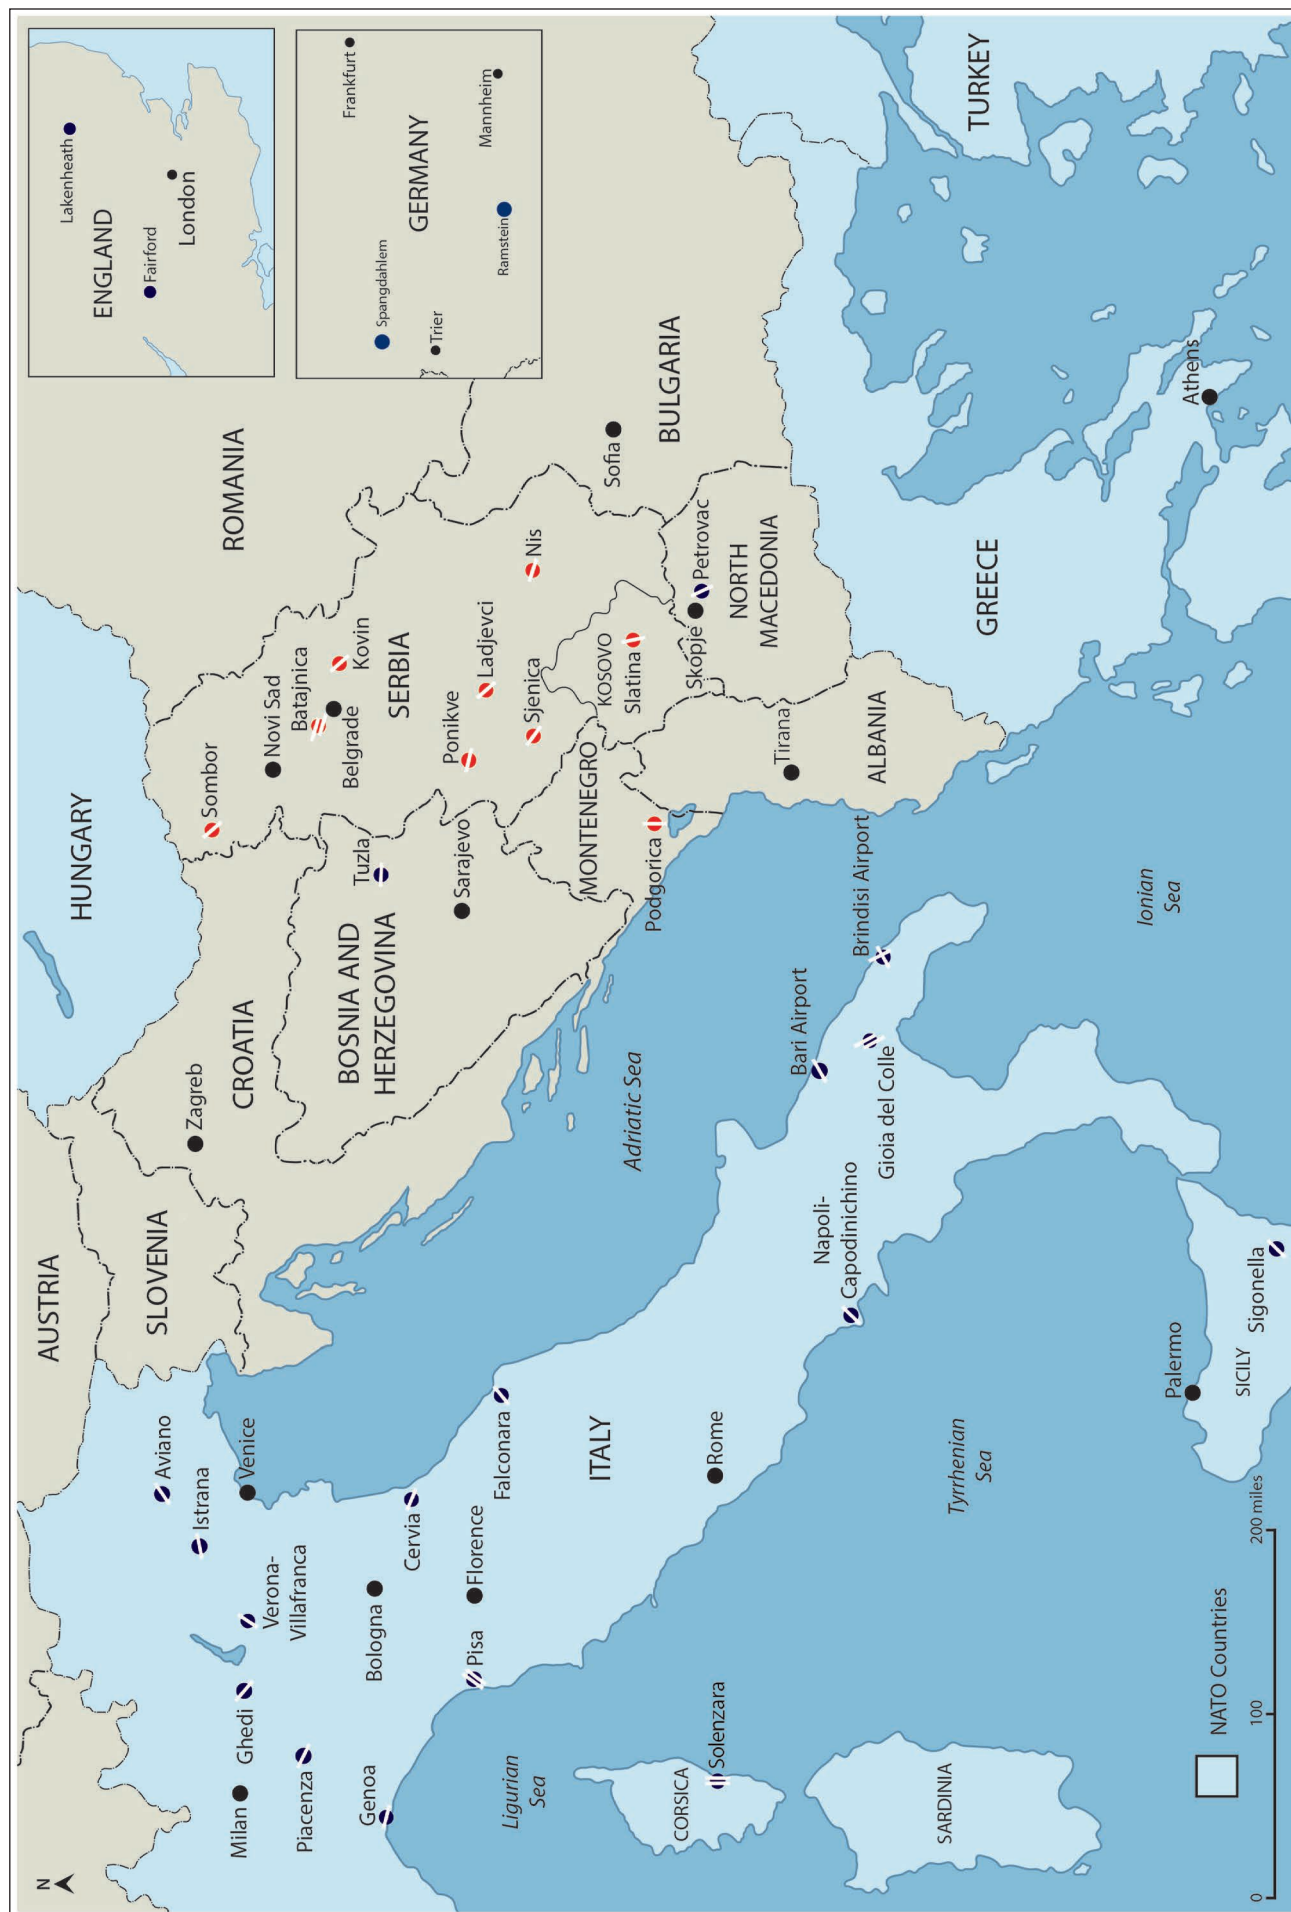 N
AUSTRIA
HUNGARY
ROMANIA
SLOVENIA
CROATIA
Zagreb
BOSNIA AND
HERZEGOVINA
Tuzla
Sarajevo
Sombor
Novi Sad
Batajnica
Belgrade
Kovin
SERBIA
Ponikve
Ladjevci
Sjenica
Nis
MONTENEGRO
Podgorica
KOSOVO
Slatina
Skopje
Petrovac
NORTH
MACEDONIA
Sofia
BULGARIA
Tirana
ALBANIA
GREECE
Athens
TURKEY
Aviano
Istrana
Venice
Verona-
Villafranca
Ghedi
Milan
Piacenza
Genoa
Bologna
Cervia
Florence
Pisa
Falconara
ITALY
Rome
Napoli-
Capodinichino
Bari Airport
Brindisi Airport
Gioia del Colle
Palermo
SICILY
Sigonella
CORSICA
Solenzara
SARDINIA
Ligurian
Sea
Tyrrhenian
Sea
Adriatic Sea
Ionian
Sea
ENGLAND
Lakenheath
Fairford
London
GERMANY
Frankfurt
Mannheim
Spangdahlem
Trier
Ramstein
NATO Countries
0
100
200 miles